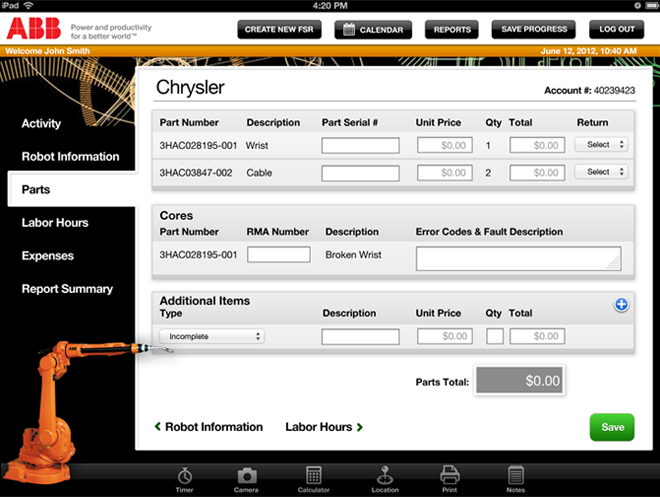 iPad 4:20 PM
ABB Power and productivity
for a better world™
CREATE NEW FSR CALENDAR REPORTS SAVE PROGRESS LOG OUT
Welcome John Smith June 12, 2012, 10:40 AM
Chrysler Account #: 40239423
Activity
Robot Information
Parts
Labor Hours
Expenses
Report Summary
Part Number Description Part Serial # Unit Price Qty Total Return
3HAC028195-001 Wrist $0.00 1 $0.00 Select
3HAC03847-002 Cable $0.00 2 $0.00 Select
Cores
Part Number RMA Number Description Error Codes & Fault Description
3HAC028195-001 Broken Wrist
Additional Items
Type Description Unit Price Qty Total
Incomplete $0.00 $0.00
Parts Total: $0.00
Robot Information Labor Hours Save
Timer Camera Calculator Location Print Notes